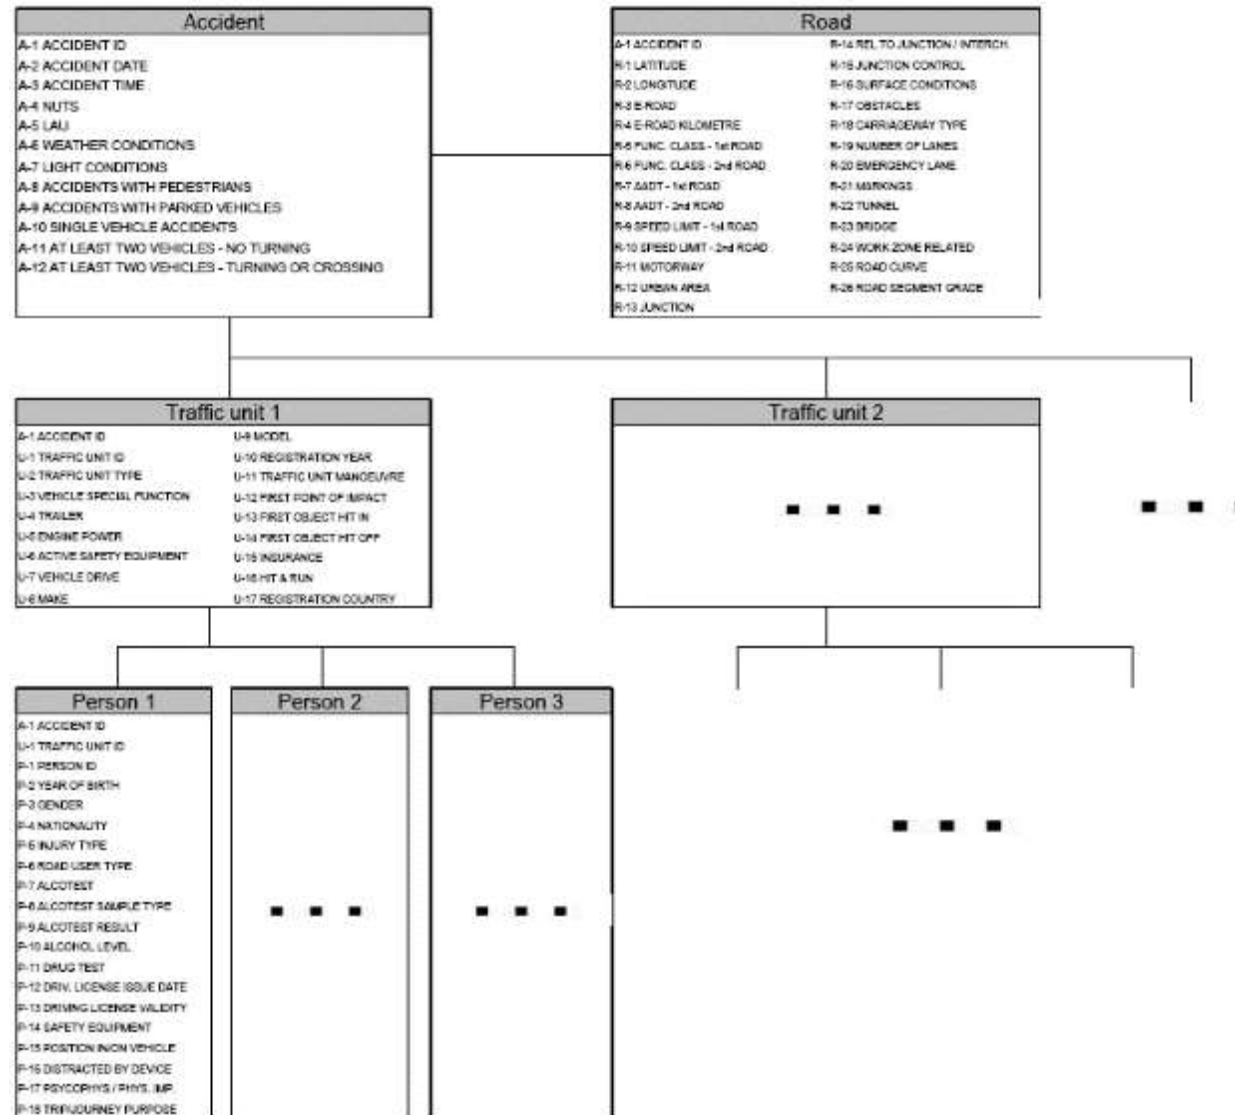 Accident
A-1 ACCIDENT ID
A-2 ACCIDENT DATE
A-3 ACCIDENT TIME
A-4 NUTS
A-5 LAU
A-6 WEATHER CONDITIONS
A-7 LIGHT CONDITIONS
A-8 ACCIDENTS WITH PEDESTRIANS
A-9 ACCIDENTS WITH PARKED VEHICLES
A-10 SINGLE VEHICLE ACCIDENTS
A-11 AT LEAST TWO VEHICLES - NO TURNING
A-12 AT LEAST TWO VEHICLES - TURNING OR CROSSING
Road
A-1 ACCIDENT ID
R-1 LATITUDE
R-2 LONGITUDE
R-3 E-ROAD
R-4 E-ROAD KILOMETRE
R-5 FUNC. CLASS - 1st ROAD
R-6 FUNC. CLASS - 2nd ROAD
R-7 AADT - 1st ROAD
R-8 AADT - 2nd ROAD
R-9 SPEED LIMIT - 1st ROAD
R-10 SPEED LIMIT - 2nd ROAD
R-11 MOTORWAY
R-12 URBAN AREA
R-13 JUNCTION
R-14 REL TO JUNCTION / INTERCH.
R-15 JUNCTION CONTROL
R-16 SURFACE CONDITIONS
R-17 OBSTACLES
R-18 CARRIAGEWAY TYPE
R-19 NUMBER OF LANES
R-20 EMERGENCY LANE
R-21 MARKINGS
R-22 TUNNEL
R-23 BRIDGE
R-24 WORK ZONE RELATED
R-25 ROAD CURVE
R-26 ROAD SEGMENT GRADE
Traffic unit 1
A-1 ACCIDENT ID
U-1 TRAFFIC UNIT ID
U-2 TRAFFIC UNIT TYPE
U-3 VEHICLE SPECIAL FUNCTION
U-4 TRAILER
U-5 ENGINE POWER
U-6 ACTIVE SAFETY EQUIPMENT
U-7 VEHICLE DRIVE
U-8 MAKE
U-9 MODEL
U-10 REGISTRATION YEAR
U-11 TRAFFIC UNIT MANOEUVRE
U-12 FIRST POINT OF IMPACT
U-13 FIRST OBJECT HIT IN
U-14 FIRST OBJECT HIT OFF
U-15 INSURANCE
U-16 HIT & RUN
U-17 REGISTRATION COUNTRY
Traffic unit 2
Person 1
A-1 ACCIDENT ID
U-1 TRAFFIC UNIT ID
P-1 PERSON ID
P-2 YEAR OF BIRTH
P-3 GENDER
P-4 NATIONALITY
P-5 INJURY TYPE
P-6 ROAD USER TYPE
P-7 ALCOTEST
P-8 ALCOTEST SAMPLE TYPE
P-9 ALCOTEST RESULT
P-10 ALCOHOL LEVEL
P-11 DRUG TEST
P-12 DRIV. LICENSE ISSUE DATE
P-13 DRIVING LICENSE VALIDITY
P-14 SAFETY EQUIPMENT
P-15 POSITION IN/ON VEHICLE
P-16 DISTRACTED BY DEVICE
P-17 PSYCOPHYS / PHYS. IMP.
P-18 TRIP/JOURNEY PURPOSE
Person 2
Person 3